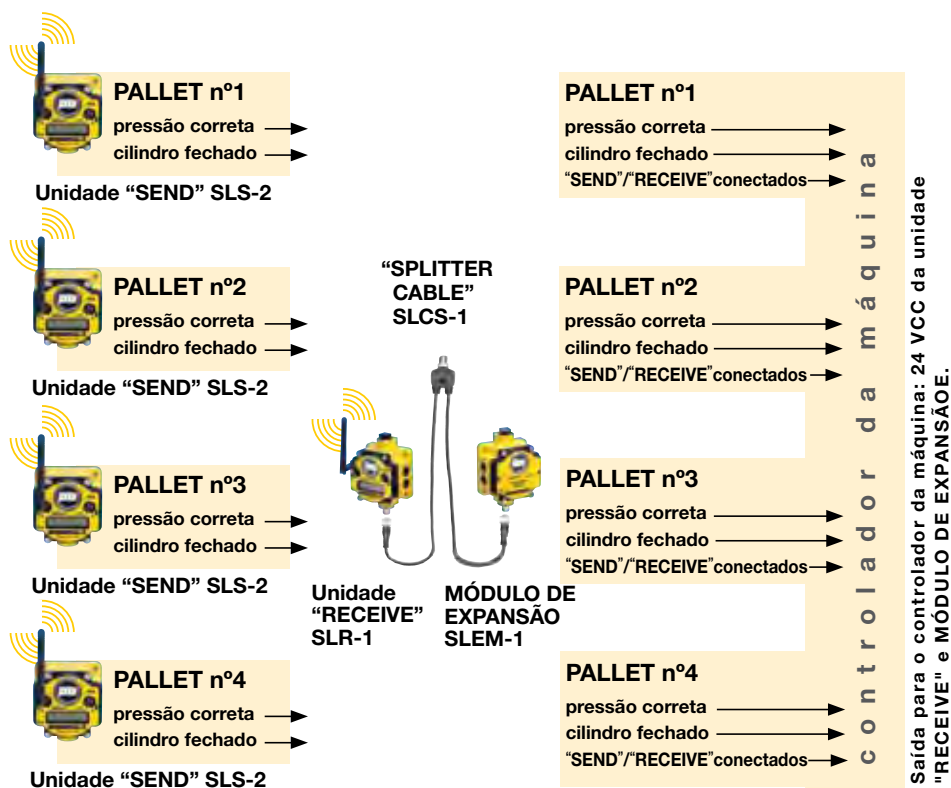 PALLET nº1
pressão correta
cilindro fechado
Unidade “SEND” SLS-2
PALLET nº2
pressão correta
cilindro fechado
Unidade “SEND” SLS-2
PALLET nº3
pressão correta
cilindro fechado
Unidade “SEND” SLS-2
PALLET nº4
pressão correta
cilindro fechado
Unidade “SEND” SLS-2
“SPLITTER
CABLE”
SLCS-1
Unidade
“RECEIVE”
SLR-1
MÓDULO DE
EXPANSÃO
SLEM-1
PALLET nº1
pressão correta
cilindro fechado
“SEND”/“RECEIVE”conectados
PALLET nº2
pressão correta
cilindro fechado
“SEND”/“RECEIVE”conectados
PALLET nº3
pressão correta
cilindro fechado
“SEND”/“RECEIVE”conectados
PALLET nº4
pressão correta
cilindro fechado
“SEND”/“RECEIVE”conectados
controlador da máquina
Saída para o controlador da máquina: 24 VCC da unidade
"RECEIVE" e MÓDULO DE EXPANSÃOE.